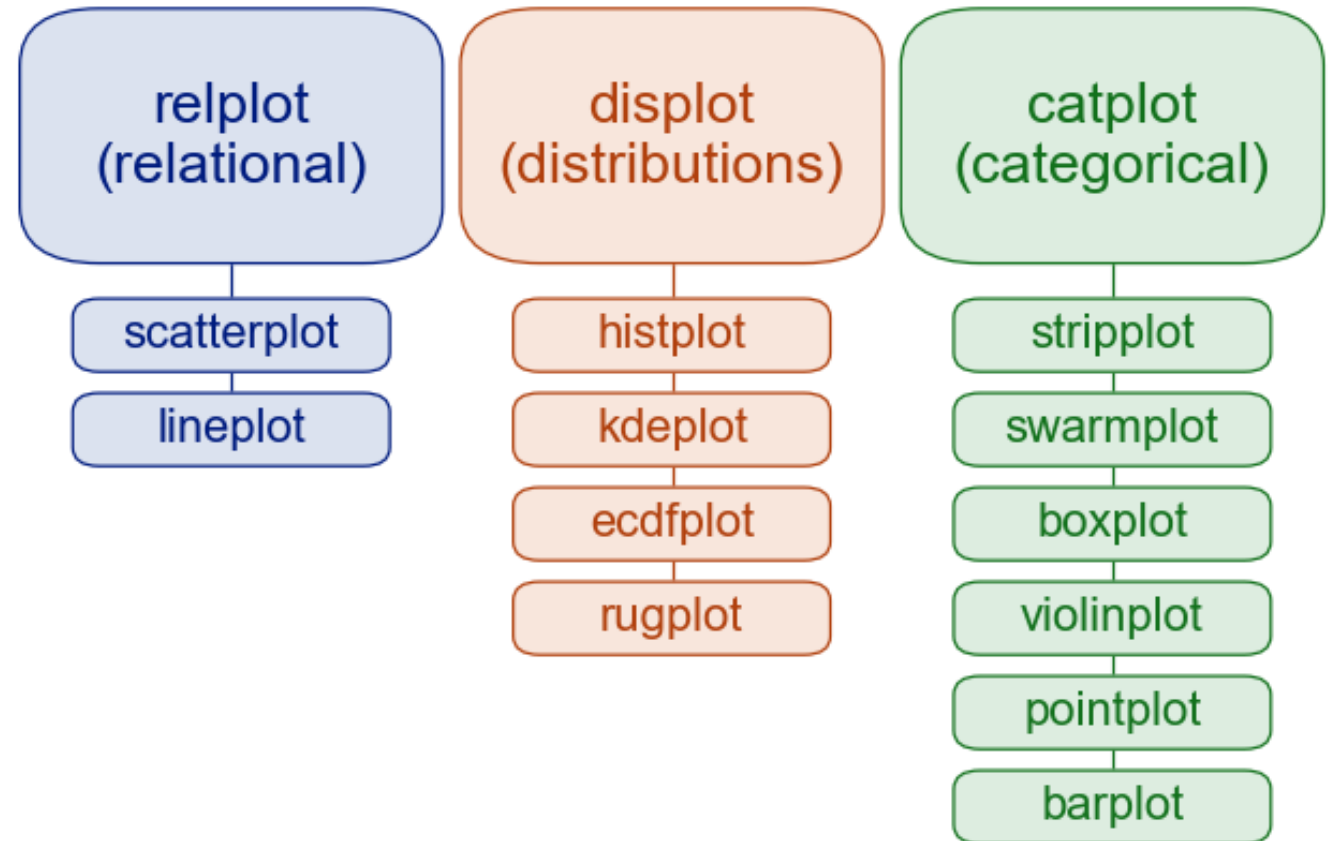 relplot
(relational)
scatterplot
lineplot
displot
(distributions)
histplot
kdeplot
ecdfplot
rugplot
catplot
(categorical)
stripplot
swarmplot
boxplot
violinplot
pointplot
barplot